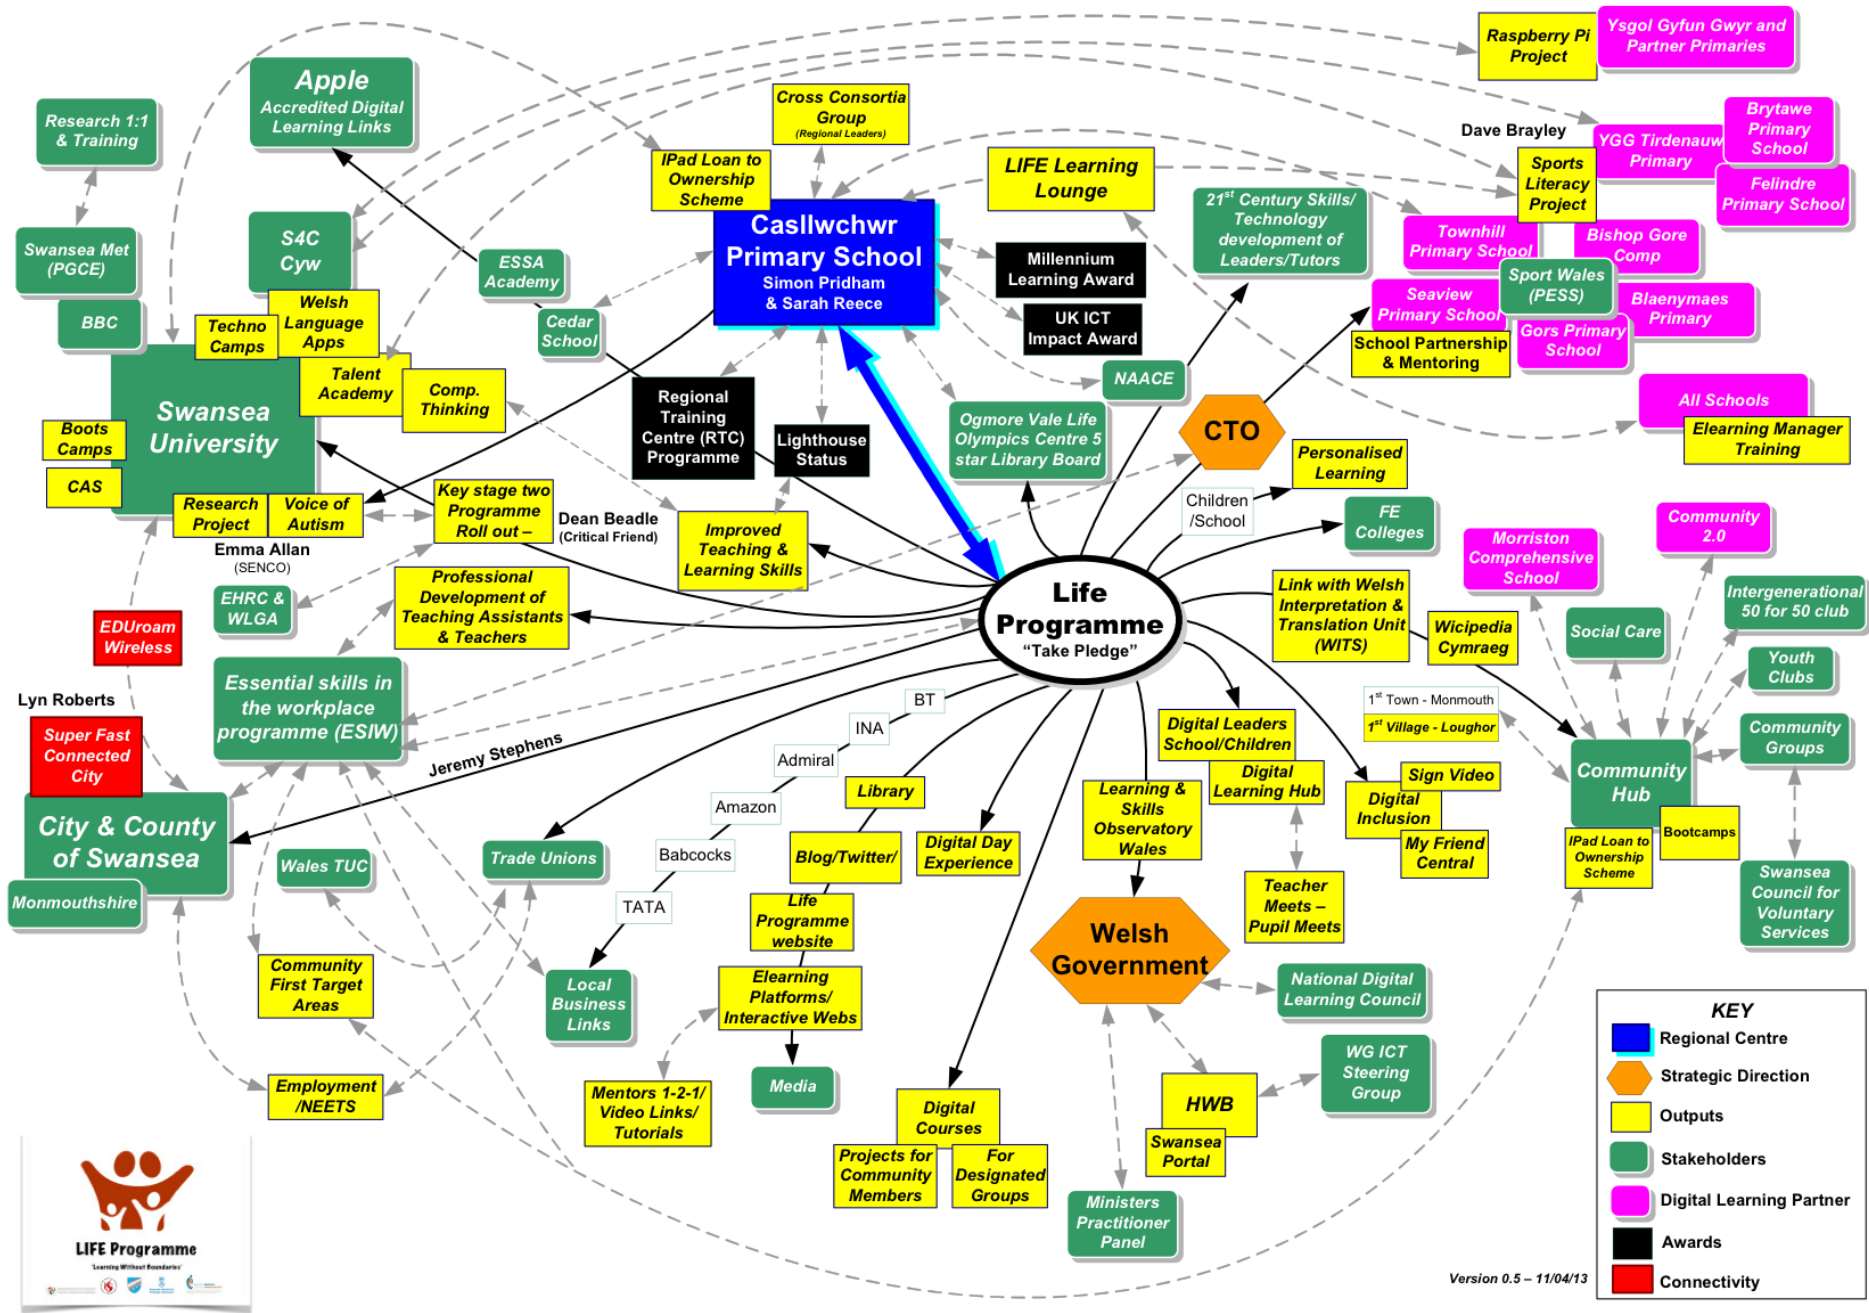 Raspberry Pi
Project
Ysgol Gyfun Gwyr and
Partner Primaries
Apple
Accredited Digital
Learning Links
Research 1:1
& Training
Cross Consortia
Group
(Regional Leaders)
Brytawe
Primary
School
Dave Brayley
YGG Tirdenauw
Primary
IPad Loan to
Ownership
Scheme
LIFE Learning
Lounge
Sports
Literacy
Project
Felindre
Primary School
21st Century Skills/
Technology
development of
Leaders/Tutors
Swansea Met
(PGCE)
S4C
Cyw
Casllwchwr
Primary School
Simon Pridham
& Sarah Reece
Townhill
Primary School
Bishop Gore
Comp
ESSA
Academy
Millennium
Learning Award
Sport Wales
(PESS)
BBC
Techno
Camps
Welsh
Language
Apps
Cedar
School
UK ICT
Impact Award
Seaview
Primary School
Blaenymaes
Primary
Gors Primary
School
School Partnership
& Mentoring
Talent
Academy
Comp.
Thinking
NAACE
All Schools
Elearning Manager
Training
Swansea
University
Boots
Camps
CAS
Regional
Training
Centre (RTC)
Programme
Lighthouse
Status
Ogmore Vale Life
Olympics Centre 5
star Library Board
CTO
Personalised
Learning
Children
/School
FE
Colleges
Research
Project
Voice of
Autism
Emma Allan
(SENCO)
Key stage two
Programme
Roll out –
Dean Beadle
(Critical Friend)
Improved
Teaching &
Learning Skills
Morriston
Comprehensive
School
Community
2.0
EHRC &
WLGA
Professional
Development of
Teaching Assistants
& Teachers
Life
Programme
“Take Pledge”
Link with Welsh
Interpretation &
Translation Unit
(WITS)
Wicipedia
Cymraeg
Social Care
Intergenerational
50 for 50 club
Youth
Clubs
EDUroam
Wireless
Lyn Roberts
Super Fast
Connected
City
Essential skills in
the workplace
programme (ESIW)
Jeremy Stephens
BT
INA
Admiral
Amazon
Babcocks
TATA
1st Town - Monmouth
1st Village - Loughor
Digital Leaders
School/Children
Digital
Learning Hub
Community
Groups
Community
Hub
Sign Video
Digital
Inclusion
My Friend
Central
IPad Loan to
Ownership
Scheme
Bootcamps
City & County
of Swansea
Monmouthshire
Wales TUC
Trade Unions
Library
Blog/Twitter/
Digital Day
Experience
Learning &
Skills
Observatory
Wales
Teacher
Meets –
Pupil Meets
Swansea
Council for
Voluntary
Services
Life
Programme
website
Welsh
Government
Community
First Target
Areas
Local
Business
Links
Elearning
Platforms/
Interactive Webs
National Digital
Learning Council
Employment
/NEETS
Mentors 1-2-1/
Video Links/
Tutorials
Media
Digital
Courses
Projects for
Community
Members
For
Designated
Groups
HWB
Swansea
Portal
WG ICT
Steering
Group
Ministers
Practitioner
Panel
KEY
Regional Centre
Strategic Direction
Outputs
Stakeholders
Digital Learning Partner
Awards
Connectivity
Version 0.5 – 11/04/13
LIFE Programme
'Learning Without Boundaries'